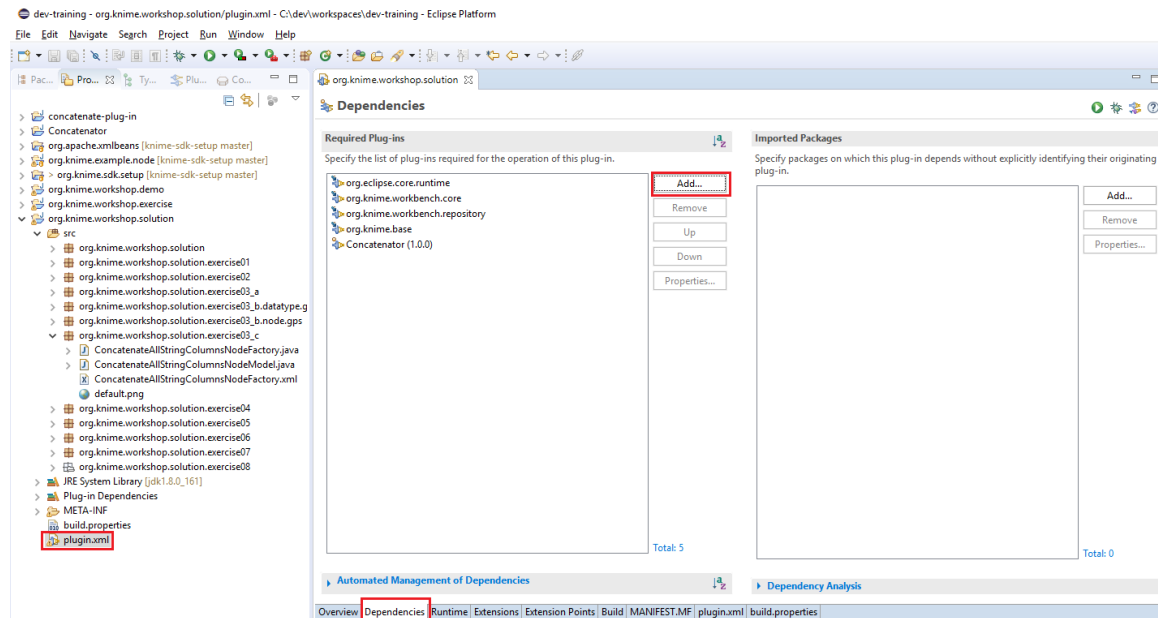 dev-training - org.knime.workshop.solution/plugin.xml - C:\dev\workspaces\dev-training - Eclipse Platform
File Edit Navigate Search Project Run Window Help
Pac... Pro... Ty... Plu... Co...
org.knime.workshop.solution
concatenate-plug-in
Concatenator
org.apache.xmlbeans [knime-sdk-setup master]
org.knime.example.node [knime-sdk-setup master]
> org.knime.sdk.setup [knime-sdk-setup master]
org.knime.workshop.demo
org.knime.workshop.exercise
org.knime.workshop.solution
src
org.knime.workshop.solution
org.knime.workshop.solution.exercise01
org.knime.workshop.solution.exercise02
org.knime.workshop.solution.exercise03_a
org.knime.workshop.solution.exercise03_b.datatype.g
org.knime.workshop.solution.exercise03_b.node.gps
org.knime.workshop.solution.exercise03_c
ConcatenateAllStringColumnsNodeFactory.java
ConcatenateAllStringColumnsNodeModel.java
ConcatenateAllStringColumnsNodeFactory.xml
default.png
org.knime.workshop.solution.exercise04
org.knime.workshop.solution.exercise05
org.knime.workshop.solution.exercise06
org.knime.workshop.solution.exercise07
org.knime.workshop.solution.exercise08
JRE System Library [jdk1.8.0_161]
Plug-in Dependencies
META-INF
build.properties
plugin.xml
Dependencies
Required Plug-ins
Specify the list of plug-ins required for the operation of this plug-in.
org.eclipse.core.runtime
org.knime.workbench.core
org.knime.workbench.repository
org.knime.base
Concatenator (1.0.0)
Add...
Remove
Up
Down
Properties...
Total: 5
Imported Packages
Specify packages on which this plug-in depends without explicitly identifying their originating
plug-in.
Add...
Remove
Properties...
Total: 0
Automated Management of Dependencies
Dependency Analysis
Overview Dependencies Runtime Extensions Extension Points Build MANIFEST.MF plugin.xml build.properties